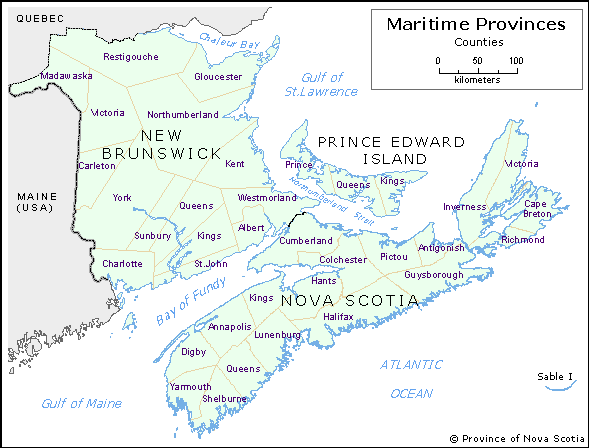 QUEBEC
Maritime Provinces
Counties
0 50 100
kilometers
Chaleur Bay
Restigouche
Madawaska
Gloucester
Gulf of
St.Lawrence
Victoria
Northumberland
NEW
BRUNSWICK
PRINCE EDWARD
ISLAND
Carleton
Kent
Prince
Queens
Kings
Victoria
Northumberland Strait
MAINE
(USA)
York
Queens
Westmorland
Inverness
Cape
Breton
Sunbury
Kings
Albert
Cumberland
Antigonish
Richmond
Charlotte
St.John
Colchester
Pictou
Guysborough
Bay of Fundy
Hants
Kings
NOVA SCOTIA
Halifax
Annapolis
Lunenburg
Digby
Queens
ATLANTIC
OCEAN
Sable I
Yarmouth
Shelburne
Gulf of Maine
© Province of Nova Scotia